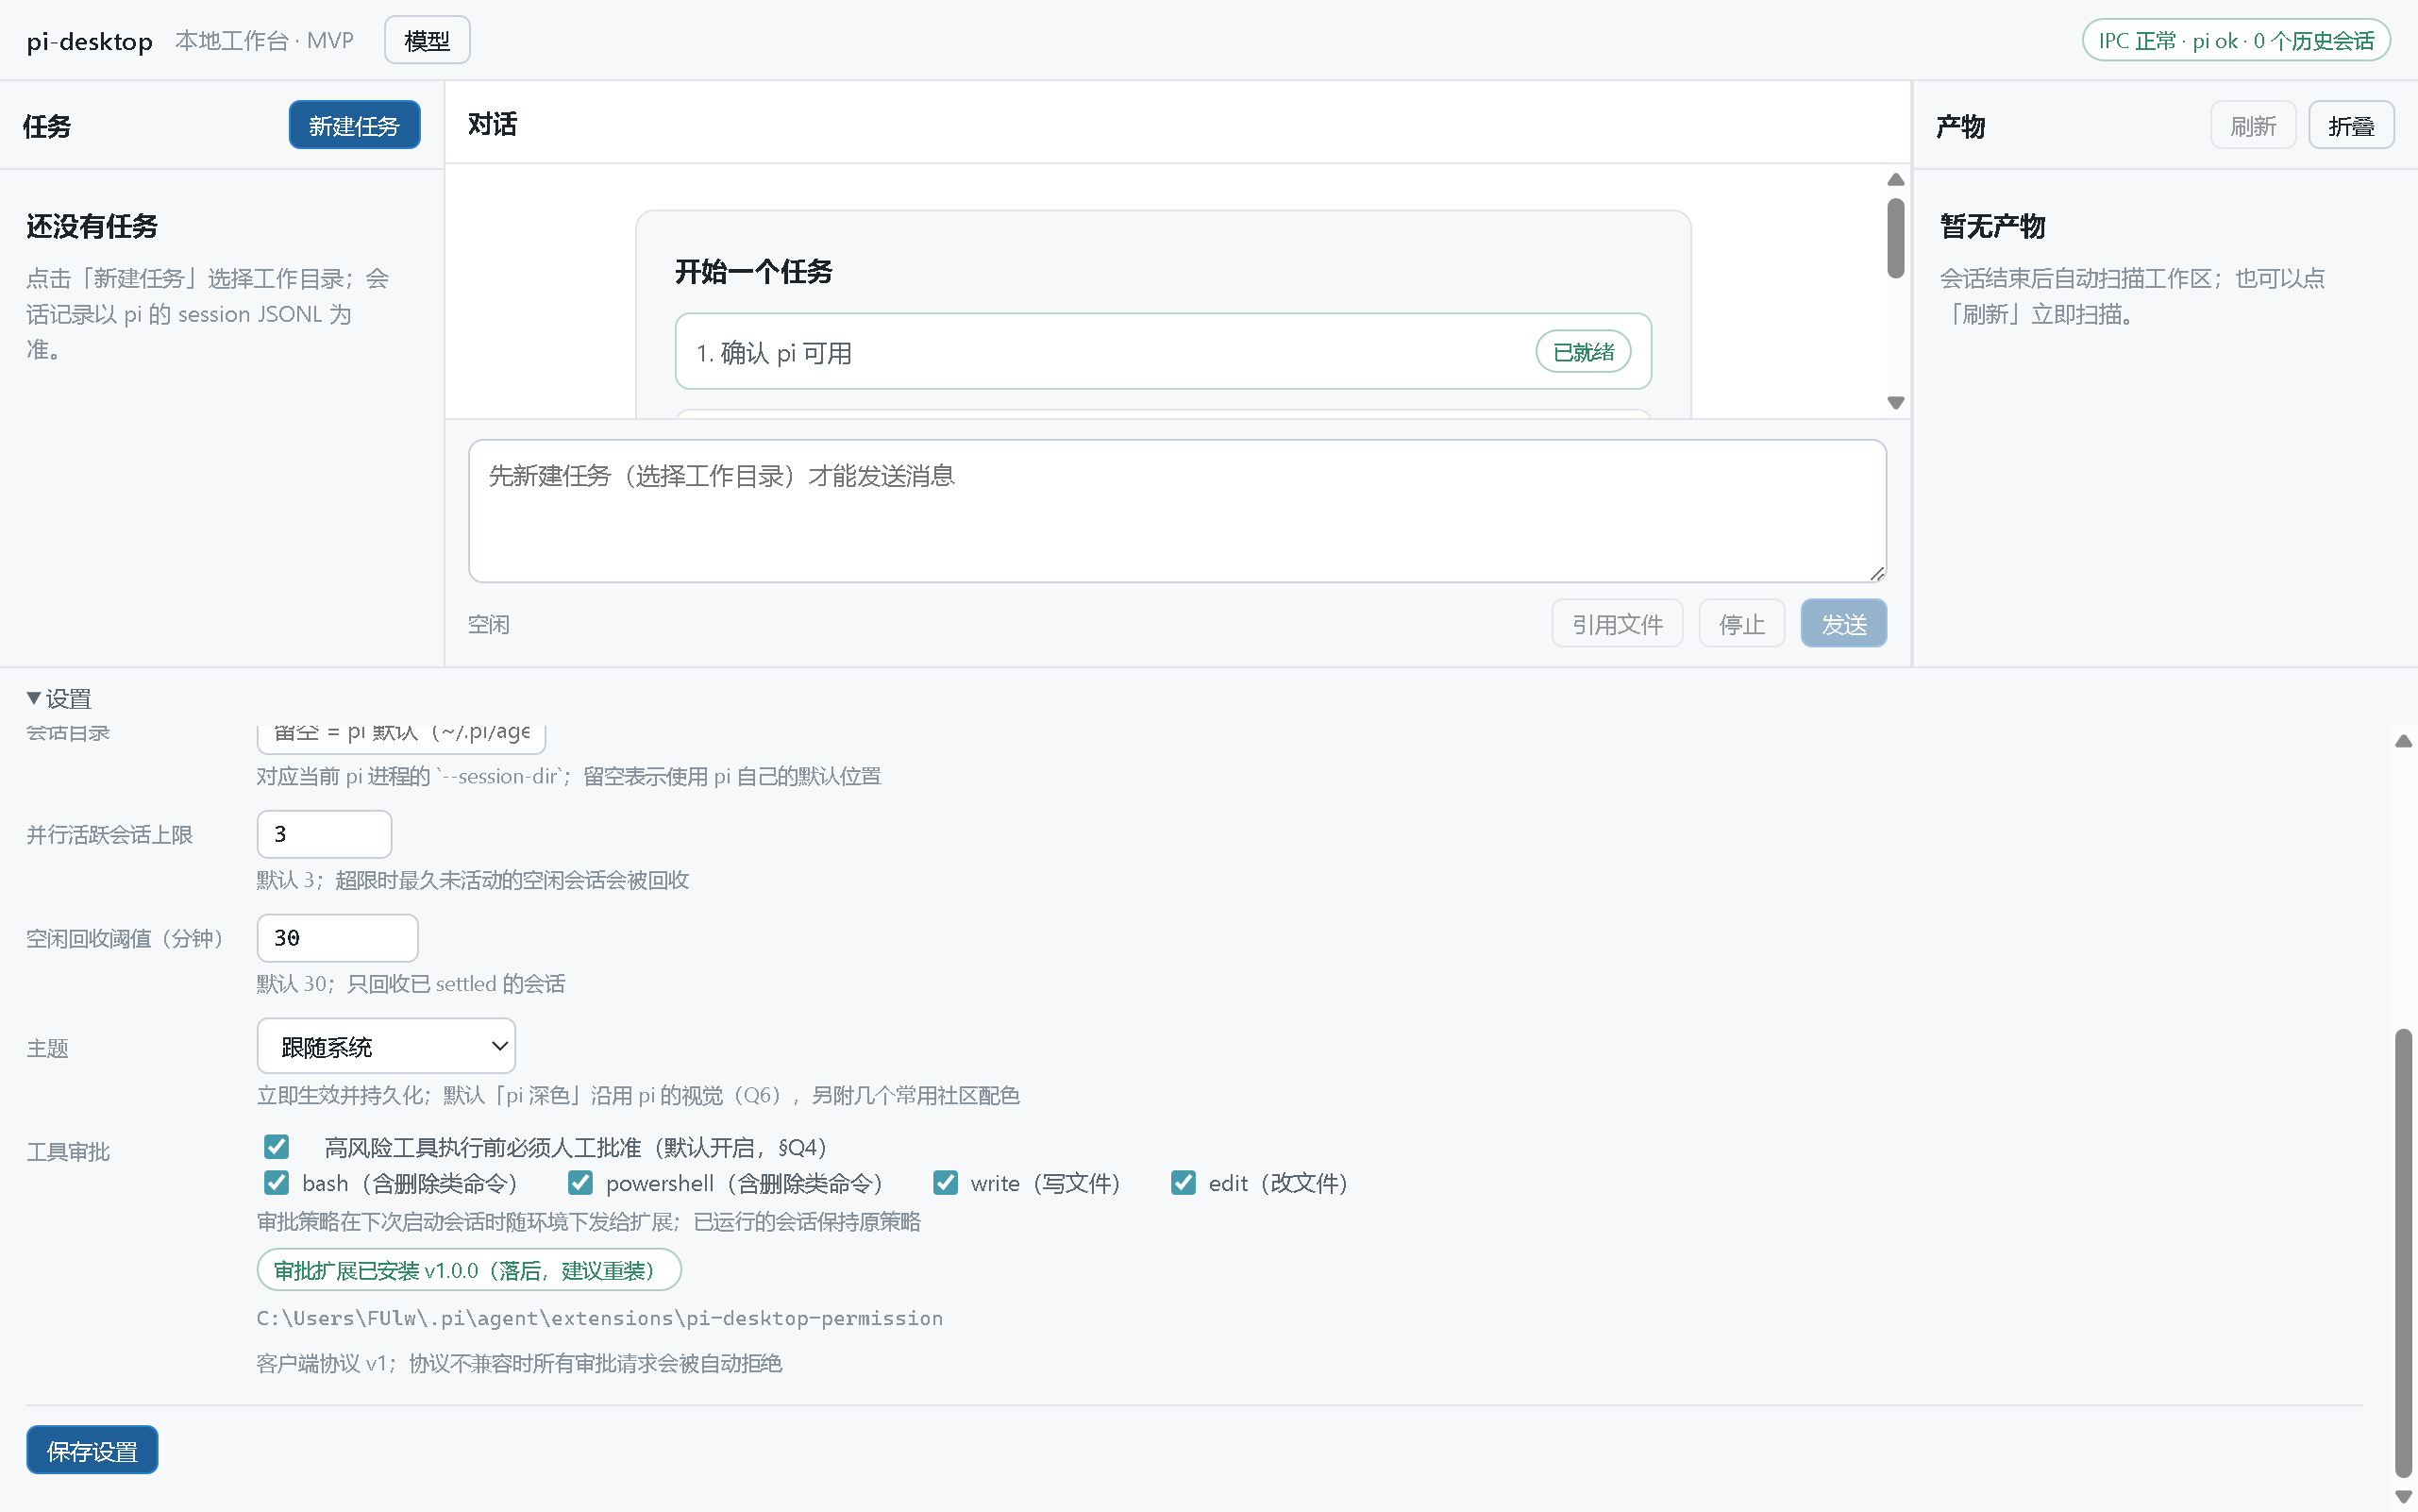 pi-desktop 本地工作台 · MVP 模型
IPC 正常 · pi ok · 0 个历史会话
任务 新建任务
还没有任务
点击「新建任务」选择工作目录；会
话记录以 pi 的 session JSONL 为
准。
对话
开始一个任务
1. 确认 pi 可用 已就绪
先新建任务（选择工作目录）才能发送消息
空闲 引用文件 停止 发送
产物 刷新 折叠
暂无产物
会话结束后自动扫描工作区；也可以点
「刷新」立即扫描。
▼设置
会话目录 留空 = pi 默认（~/.pi/age
对应当前 pi 进程的 `--session-dir`；留空表示使用 pi 自己的默认位置
并行活跃会话上限 3
默认 3；超限时最久未活动的空闲会话会被回收
空闲回收阈值（分钟） 30
默认 30；只回收已 settled 的会话
主题 跟随系统
立即生效并持久化；默认「pi 深色」沿用 pi 的视觉（Q6），另附几个常用社区配色
工具审批 高风险工具执行前必须人工批准（默认开启，§Q4）
bash（含删除类命令） powershell（含删除类命令） write（写文件） edit（改文件）
审批策略在下次启动会话时随环境下发给扩展；已运行的会话保持原策略
审批扩展已安装 v1.0.0（落后，建议重装）
C:\Users\FUlw\.pi\agent\extensions\pi-desktop-permission
客户端协议 v1；协议不兼容时所有审批请求会被自动拒绝
保存设置